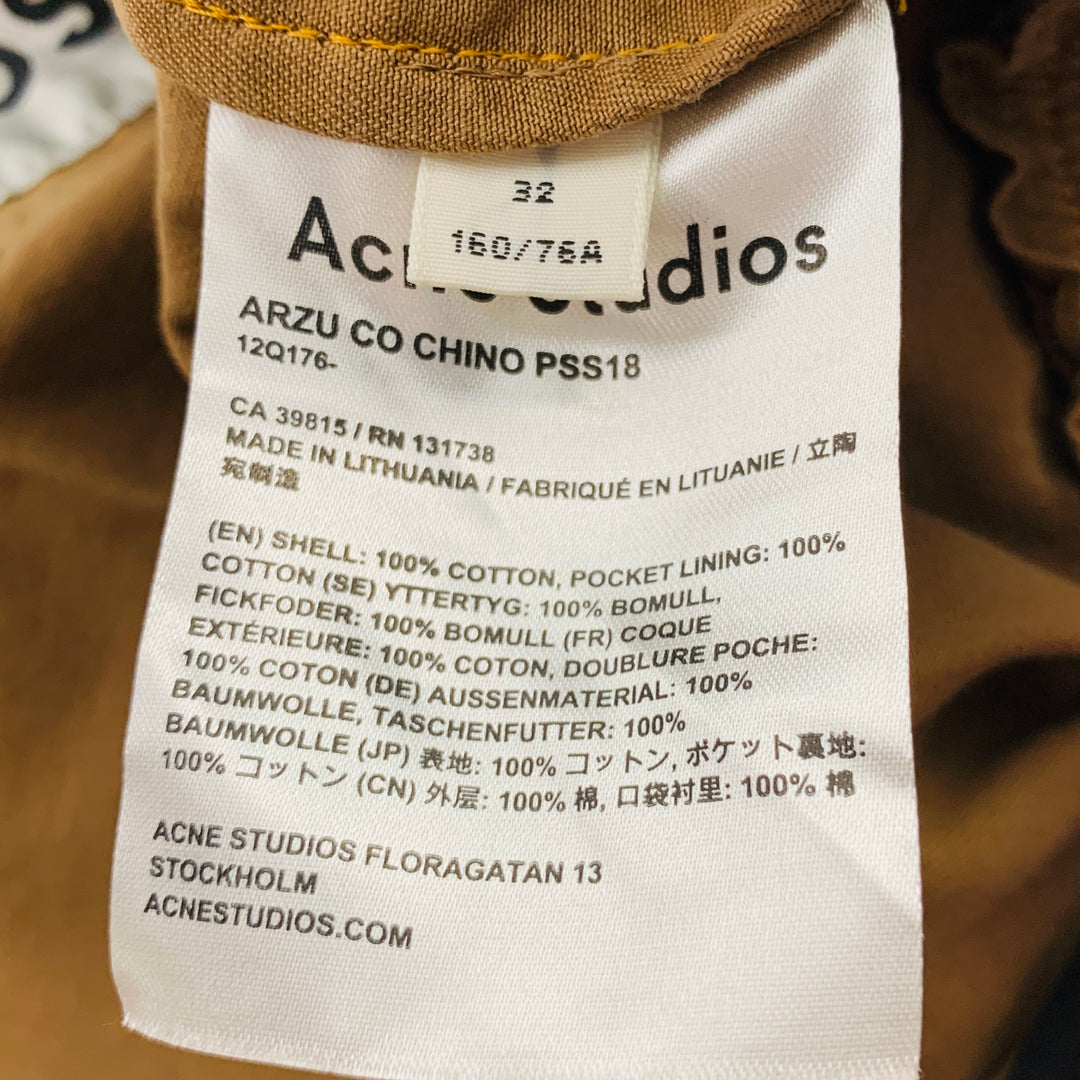 32
160/76A
Acne Studios
ARZU CO CHINO PSS18
12Q176-
CA 39815 / RN 131738
MADE IN LITHUANIA / FABRIQUÉ EN LITUANIE / 立陶
宛制造
(EN) SHELL: 100% COTTON, POCKET LINING: 100%
COTTON (SE) YTTERTYG: 100% BOMULL,
FICKFODER: 100% BOMULL (FR) COQUE
EXTÉRIEURE: 100% COTON, DOUBLURE POCHE:
100% COTON (DE) AUSSENMATERIAL: 100%
BAUMWOLLE, TASCHENFUTTER: 100%
BAUMWOLLE (JP) 表地: 100% コットン, ポケット裏地:
100% コットン (CN) 外层: 100% 棉, 口袋衬里: 100% 棉
ACNE STUDIOS FLORAGATAN 13
STOCKHOLM
ACNESTUDIOS.COM